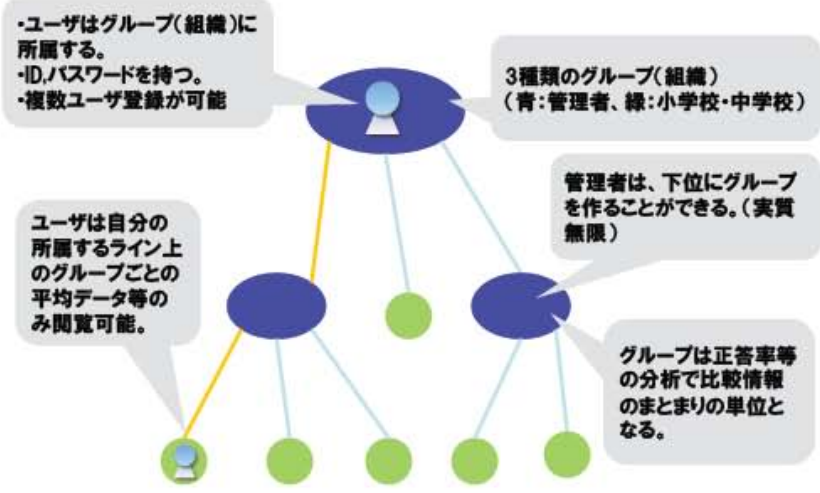 ・ユーザはグループ（組織）に
所属する。
・ID,パスワードを持つ。
・複数ユーザ登録が可能
3種類のグループ（組織）
（青：管理者、緑：小学校・中学校）
管理者は、下位にグループ
を作ることができる。（実質
無限）
ユーザは自分の
所属するライン上
のグループごとの
平均データ等の
み閲覧可能。
グループは正答率等
の分析で比較情報
のまとまりの単位と
なる。